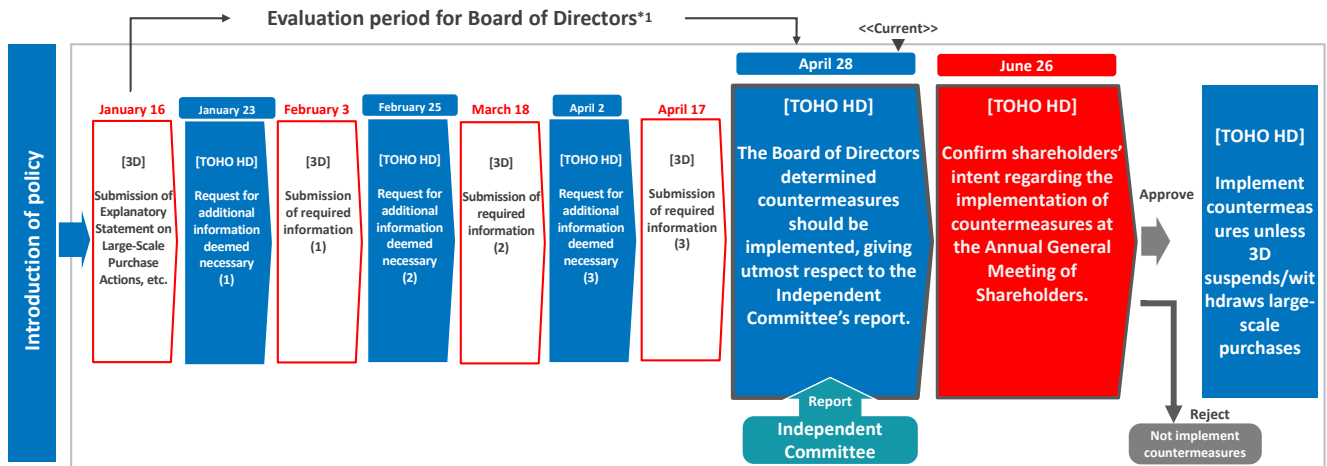 Evaluation period for Board of Directors*1
<<Current>>
Introduction of policy
January 16
[3D]
Submission of
Explanatory
Statement on
Large-Scale
Purchase
Actions, etc.
January 23
[TOHO HD]
Request for
additional
information
deemed
necessary
(1)
February 3
[3D]
Submission
of required
information
(1)
February 25
[TOHO HD]
Request for
additional
information
deemed
necessary
(2)
March 18
[3D]
Submission of
required
information
(2)
April 2
[TOHO HD]
Request for
additional
information
deemed
necessary
(3)
April 17
[3D]
Submission
of required
information
(3)
April 28
[TOHO HD]
The Board of Directors
determined
countermeasures
should be
implemented, giving
utmost respect to the
Independent
Committee's report.
Report
Independent
Committee
June 26
[TOHO HD]
Confirm shareholders'
intent regarding the
implementation of
countermeasures at
the Annual General
Meeting of
Shareholders.
Approve
[TOHO HD]
Implement
countermeas
ures unless
3D
suspends/wit
hdraws large-
scale
purchases
Reject
Not implement
countermeasures